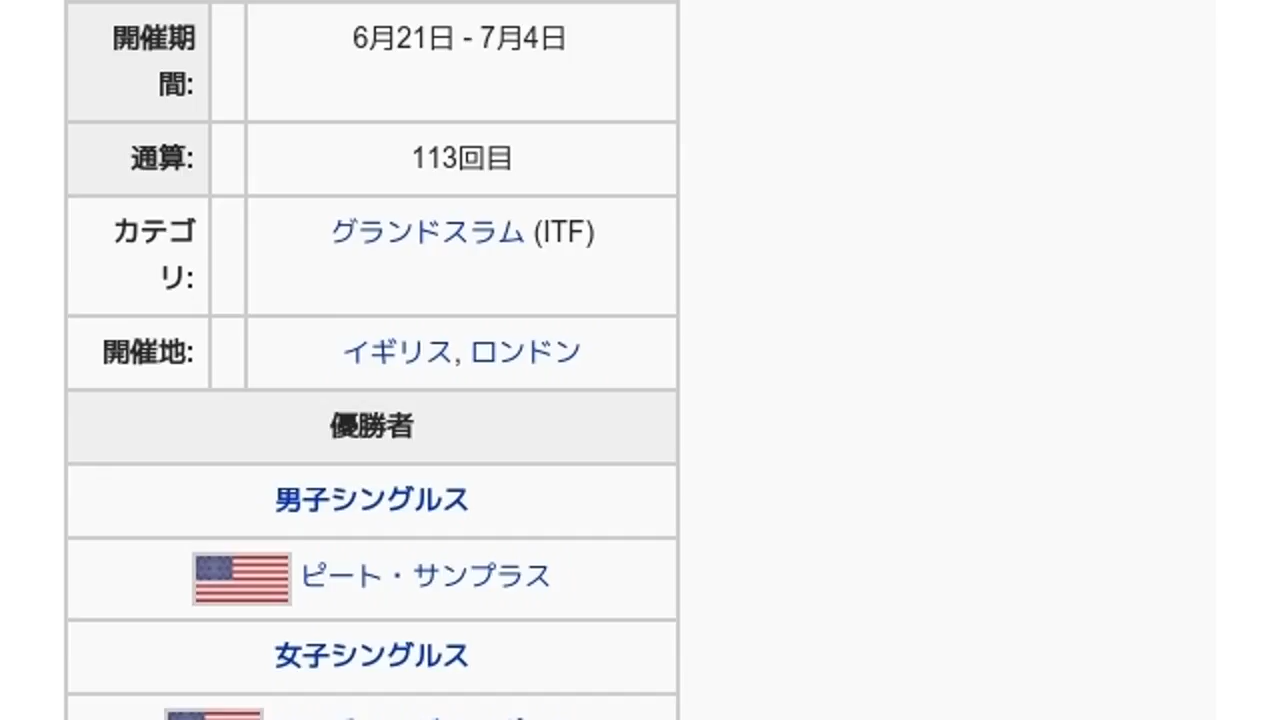 開催期
間:
6月21日 - 7月4日
通算:
113回目
カテゴ
リ:
グランドスラム (ITF)
開催地:
イギリス, ロンドン
優勝者
男子シングルス
ピート・サンプラス
女子シングルス